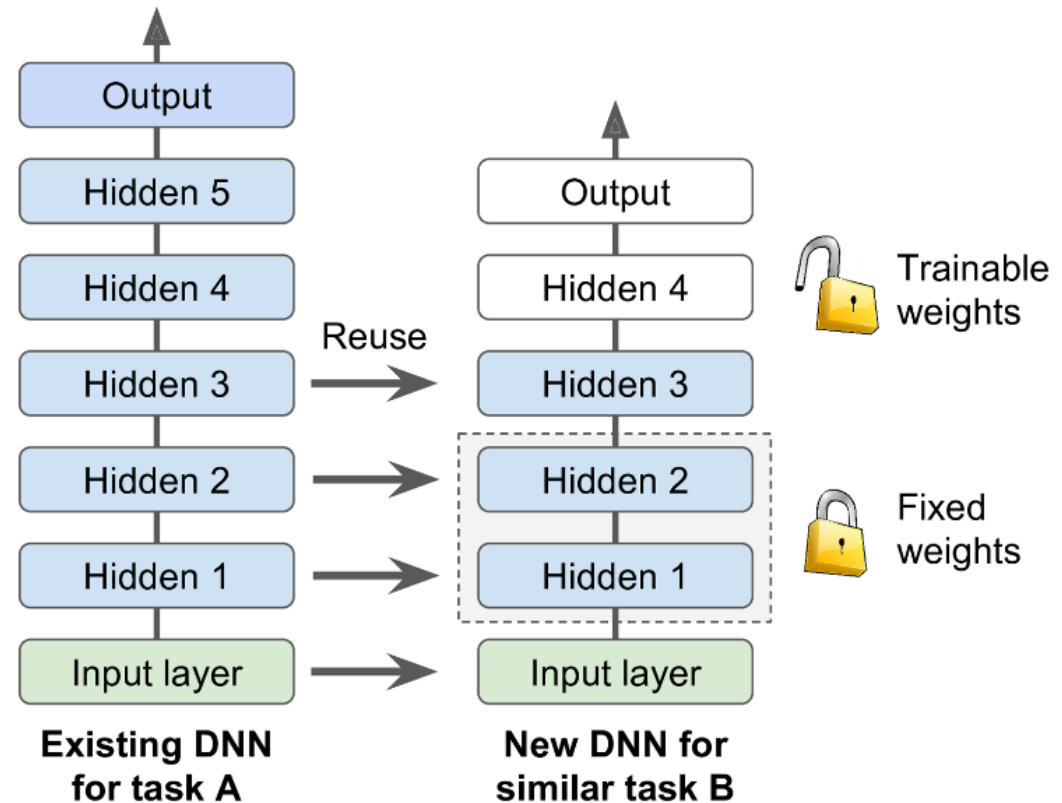 Output
Hidden 5
Hidden 4
Hidden 3
Hidden 2
Hidden 1
Input layer
Existing DNN
for task A
Reuse
Output
Hidden 4
Hidden 3
Hidden 2
Hidden 1
Input layer
New DNN for
similar task B
Trainable
weights
Fixed
weights